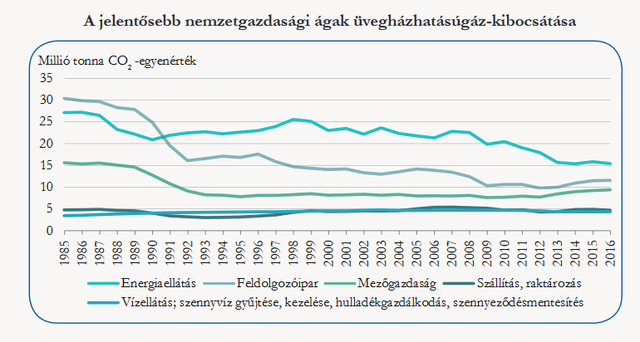 A jelentősebb nemzetgazdasági ágak üvegházhatásúgáz-kibocsátása
Millió tonna CO₂ -egyenérték
35
30
25
20
15
10
5
0
1985 1986 1987 1988 1989 1990 1991 1992 1993 1994 1995 1996 1997 1998 1999 2000 2001 2002 2003 2004 2005 2006 2007 2008 2009 2010 2011 2012 2013 2014 2015 2016
Energiaellátás Feldolgozóipar Mezőgazdaság Szállítás, raktározás
Vízellátás; szennyvíz gyűjtése, kezelése, hulladékgazdálkodás, szennyeződésmentesítés